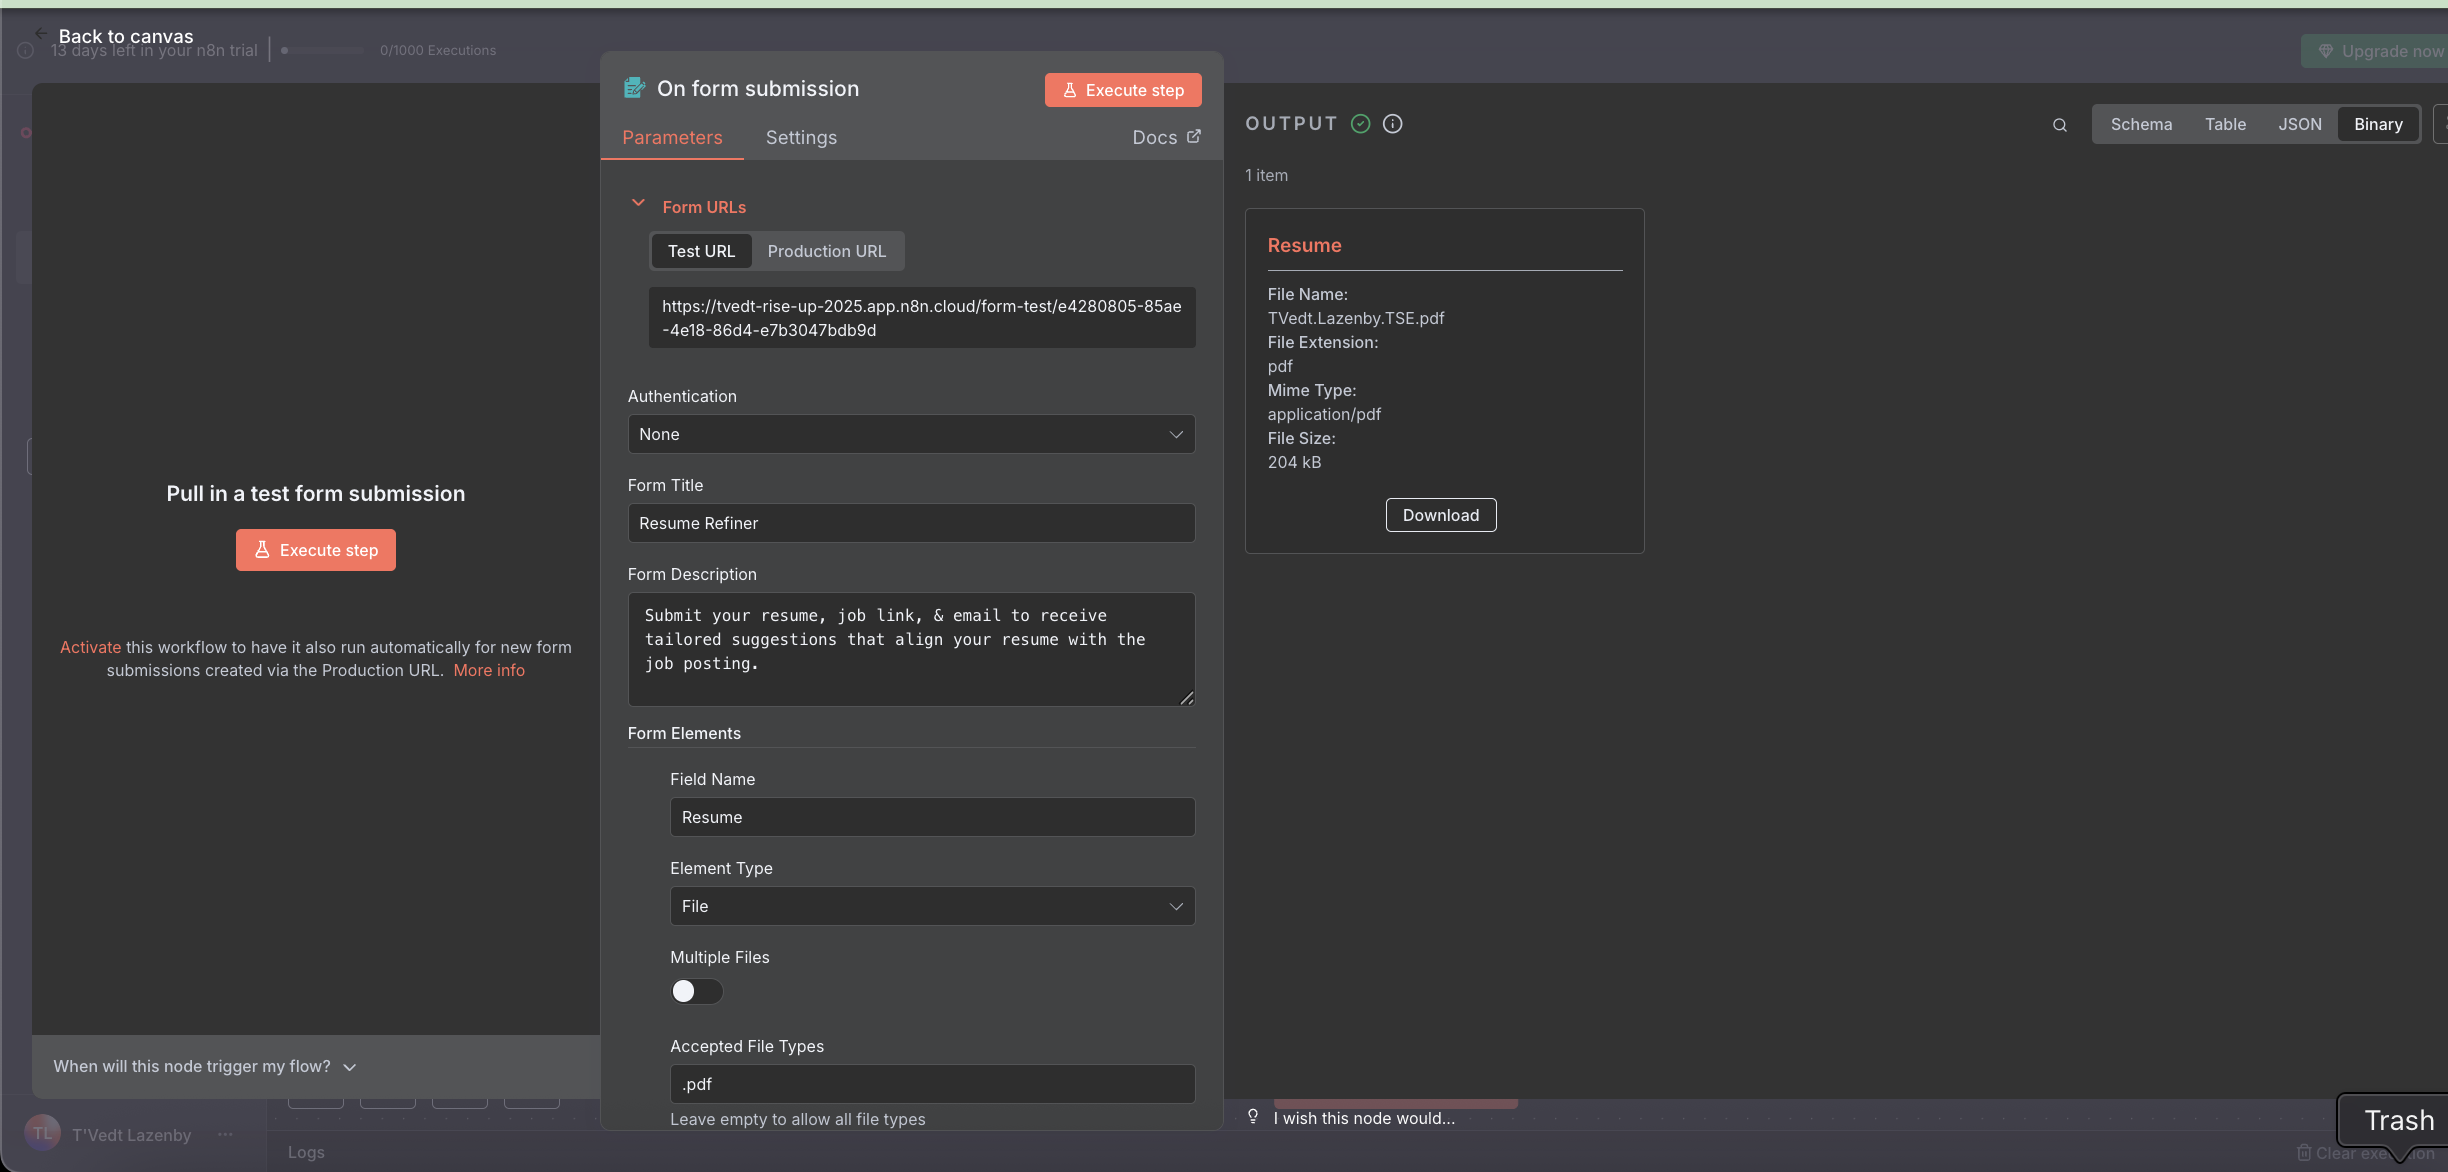 Back to canvas
13 days left in your n8n trial
0/1000 Executions
Upgrade now
On form submission
Execute step
Parameters
Settings
Docs
OUTPUT
Schema
Table
JSON
Binary
1 item
Form URLs
Test URL
Production URL
https://tvedt-rise-up-2025.app.n8n.cloud/form-test/e4280805-85ae
-4e18-86d4-e7b3047bdb9d
Resume
File Name:
TVedt.Lazenby.TSE.pdf
File Extension:
pdf
Mime Type:
application/pdf
File Size:
204 kB
Download
Authentication
None
Form Title
Resume Refiner
Pull in a test form submission
Execute step
Activate this workflow to have it also run automatically for new form
submissions created via the Production URL. More info
Form Description
Submit your resume, job link, & email to receive
tailored suggestions that align your resume with the
job posting.
Form Elements
Field Name
Resume
Element Type
File
Multiple Files
Accepted File Types
.pdf
Leave empty to allow all file types
When will this node trigger my flow?
I wish this node would...
TL
T'Vedt Lazenby
Logs
Trash
Clear